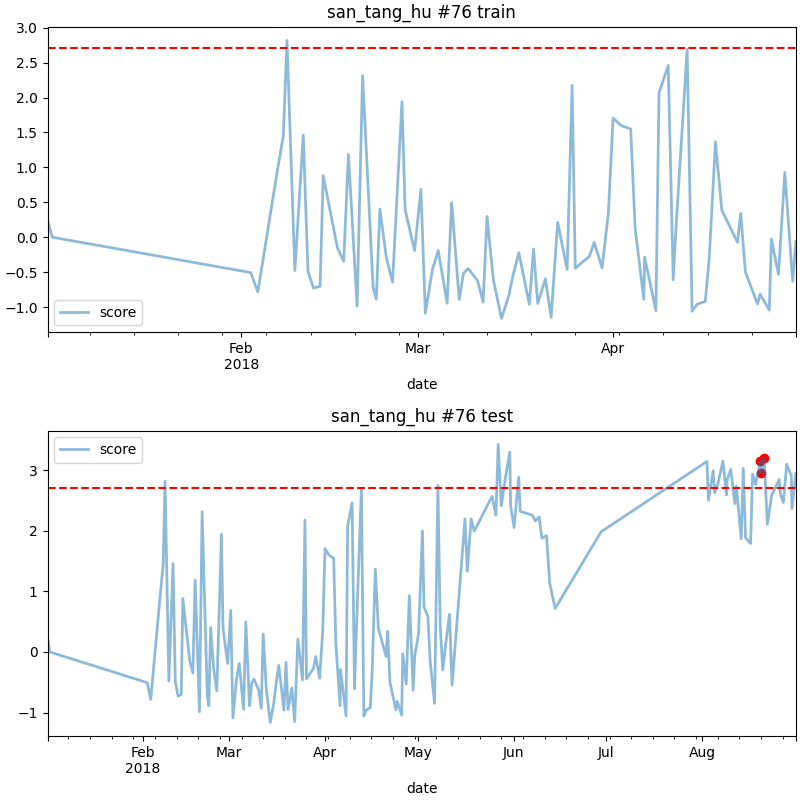 san_tang_hu #76 train
3.0
2.5
2.0
1.5
1.0
0.5
0.0
−0.5
−1.0
score
Feb
2018
Mar
Apr
date
san_tang_hu #76 test
score
3
2
1
0
−1
Feb
2018
Mar
Apr
May
Jun
Jul
Aug
date